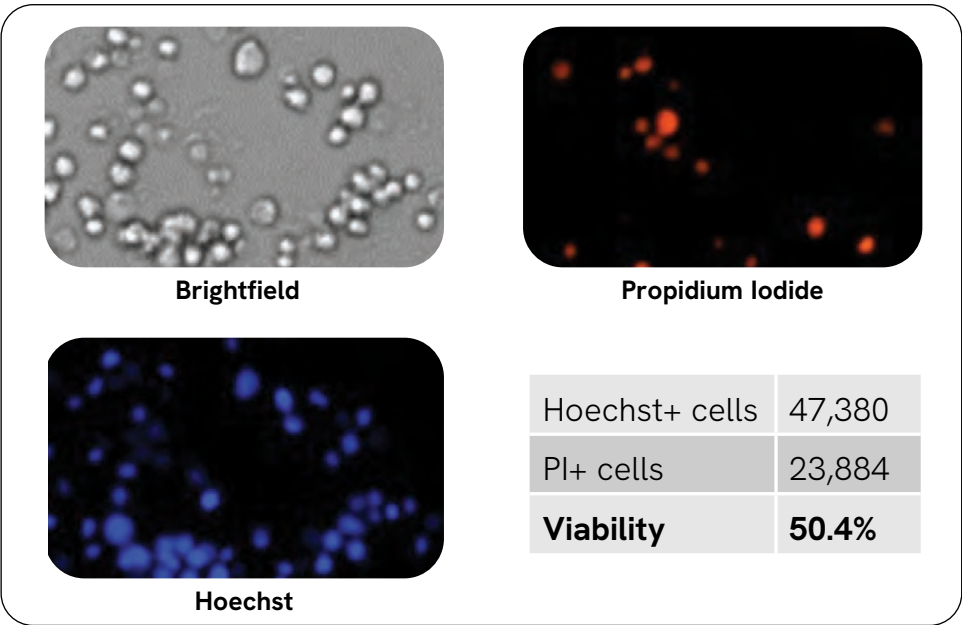 Brightfield
Propidium Iodide
Hoechst+ cells 47,380
PI+ cells 23,884
Viability 50.4%
Hoechst